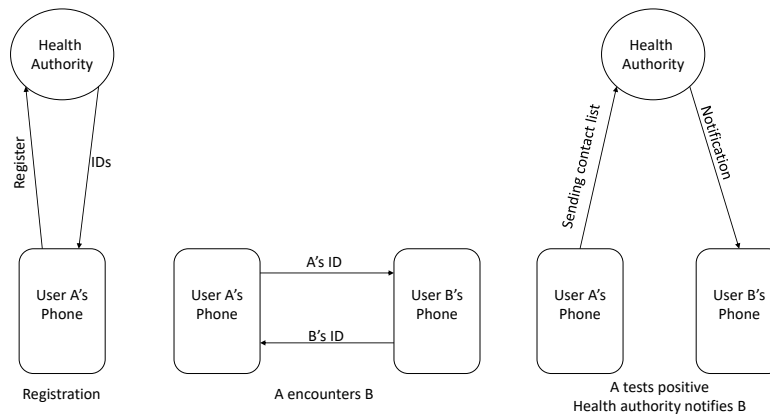 Health
Authority
Register
IDs
User A's
Phone
Registration
User A's
Phone
A's ID
B's ID
User B's
Phone
A encounters B
Health
Authority
Sending contact list
Notification
User A's
Phone
User B's
Phone
A tests positive
Health authority notifies B